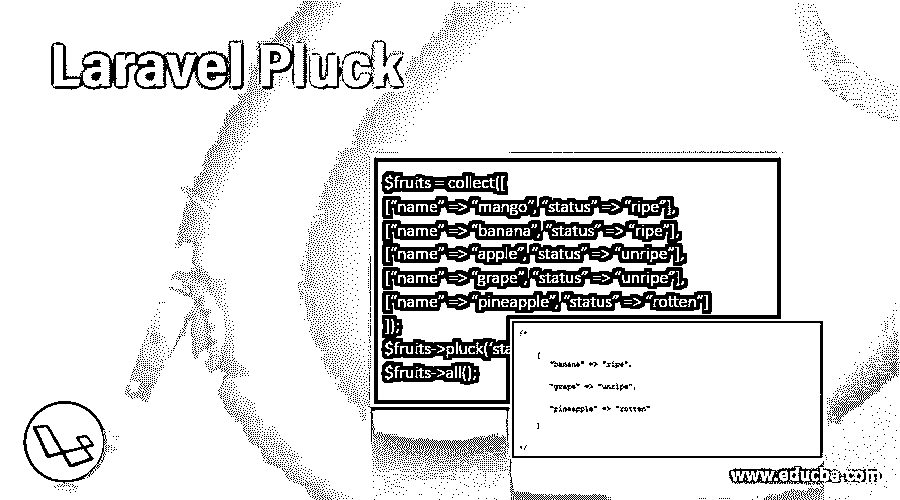 Laravel Pluck
$fruits = collect([
["name" => "mango", "status" => "ripe"],
["name" => "banana", "status" => "ripe"],
["name" => "apple", "status" => "unripe"],
["name" => "grape", "status" => "unripe"],
["name" => "pineapple", "status" => "rotten"]
]);
$fruits->pluck('sta
$fruits->all();
/*
[
"banana" => "ripe",
"grape" => "unripe",
"pineapple" => "rotten"
]
*/
www.educba.com